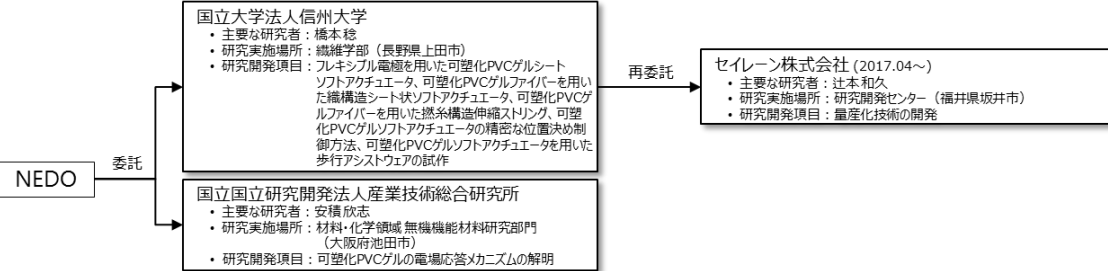 国立大学法人信州大学
• 主要な研究者：橋本 稔
• 研究実施場所：繊維学部（長野県上田市）
• 研究開発項目：フレキシブル電極を用いた可塑化PVCゲルシート
ソフトアクチュエータ、可塑化PVCゲルファイバーを用い
た織構造シート状ソフトアクチュエータ、可塑化PVCゲ
ルファイバーを用いた撚糸構造伸縮ストリング、可塑
化PVCゲルソフトアクチュエータの精密な位置決め制
御方法、可塑化PVCゲルソフトアクチュエータを用いた
歩行アシストウェアの試作
再委託
セイレーン株式会社 (2017.04～)
• 主要な研究者：辻本 和久
• 研究実施場所：研究開発センター（福井県坂井市）
• 研究開発項目：量産化技術の開発
NEDO
委託
国立国立研究開発法人産業技術総合研究所
• 主要な研究者：安積 欣志
• 研究実施場所：材料・化学領域 無機機能材料研究部門
（大阪府池田市）
• 研究開発項目：可塑化PVCゲルの電場応答メカニズムの解明